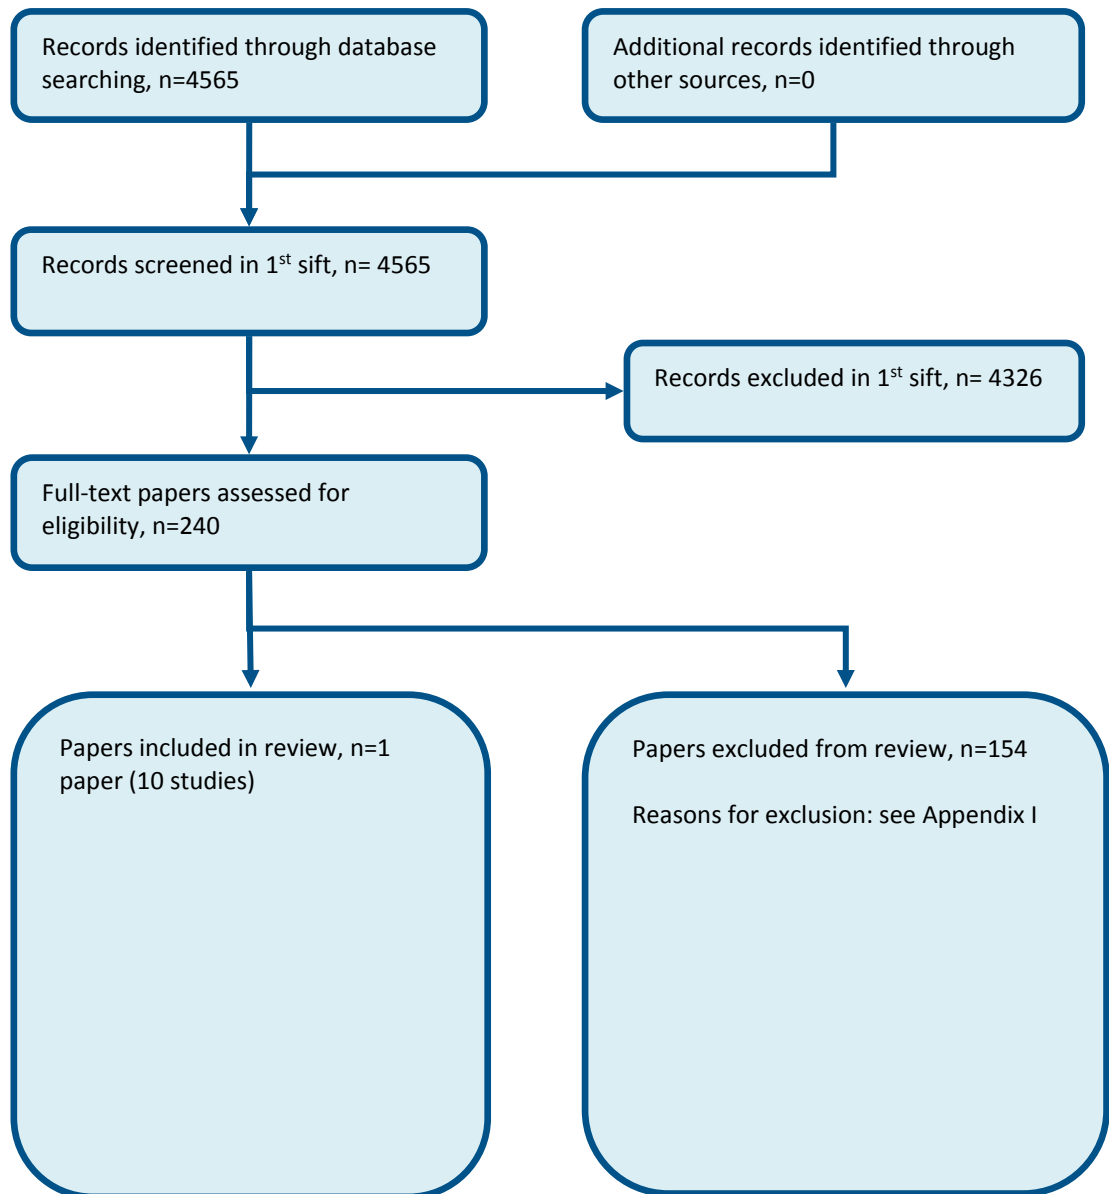 Records identified through database
searching, n=4565
Additional records identified through
other sources, n=0
Records screened in 1st sift, n= 4565
Records excluded in 1st sift, n= 4326
Full-text papers assessed for
eligibility, n=240
Papers included in review, n=1
paper (10 studies)
Papers excluded from review, n=154
Reasons for exclusion: see Appendix I